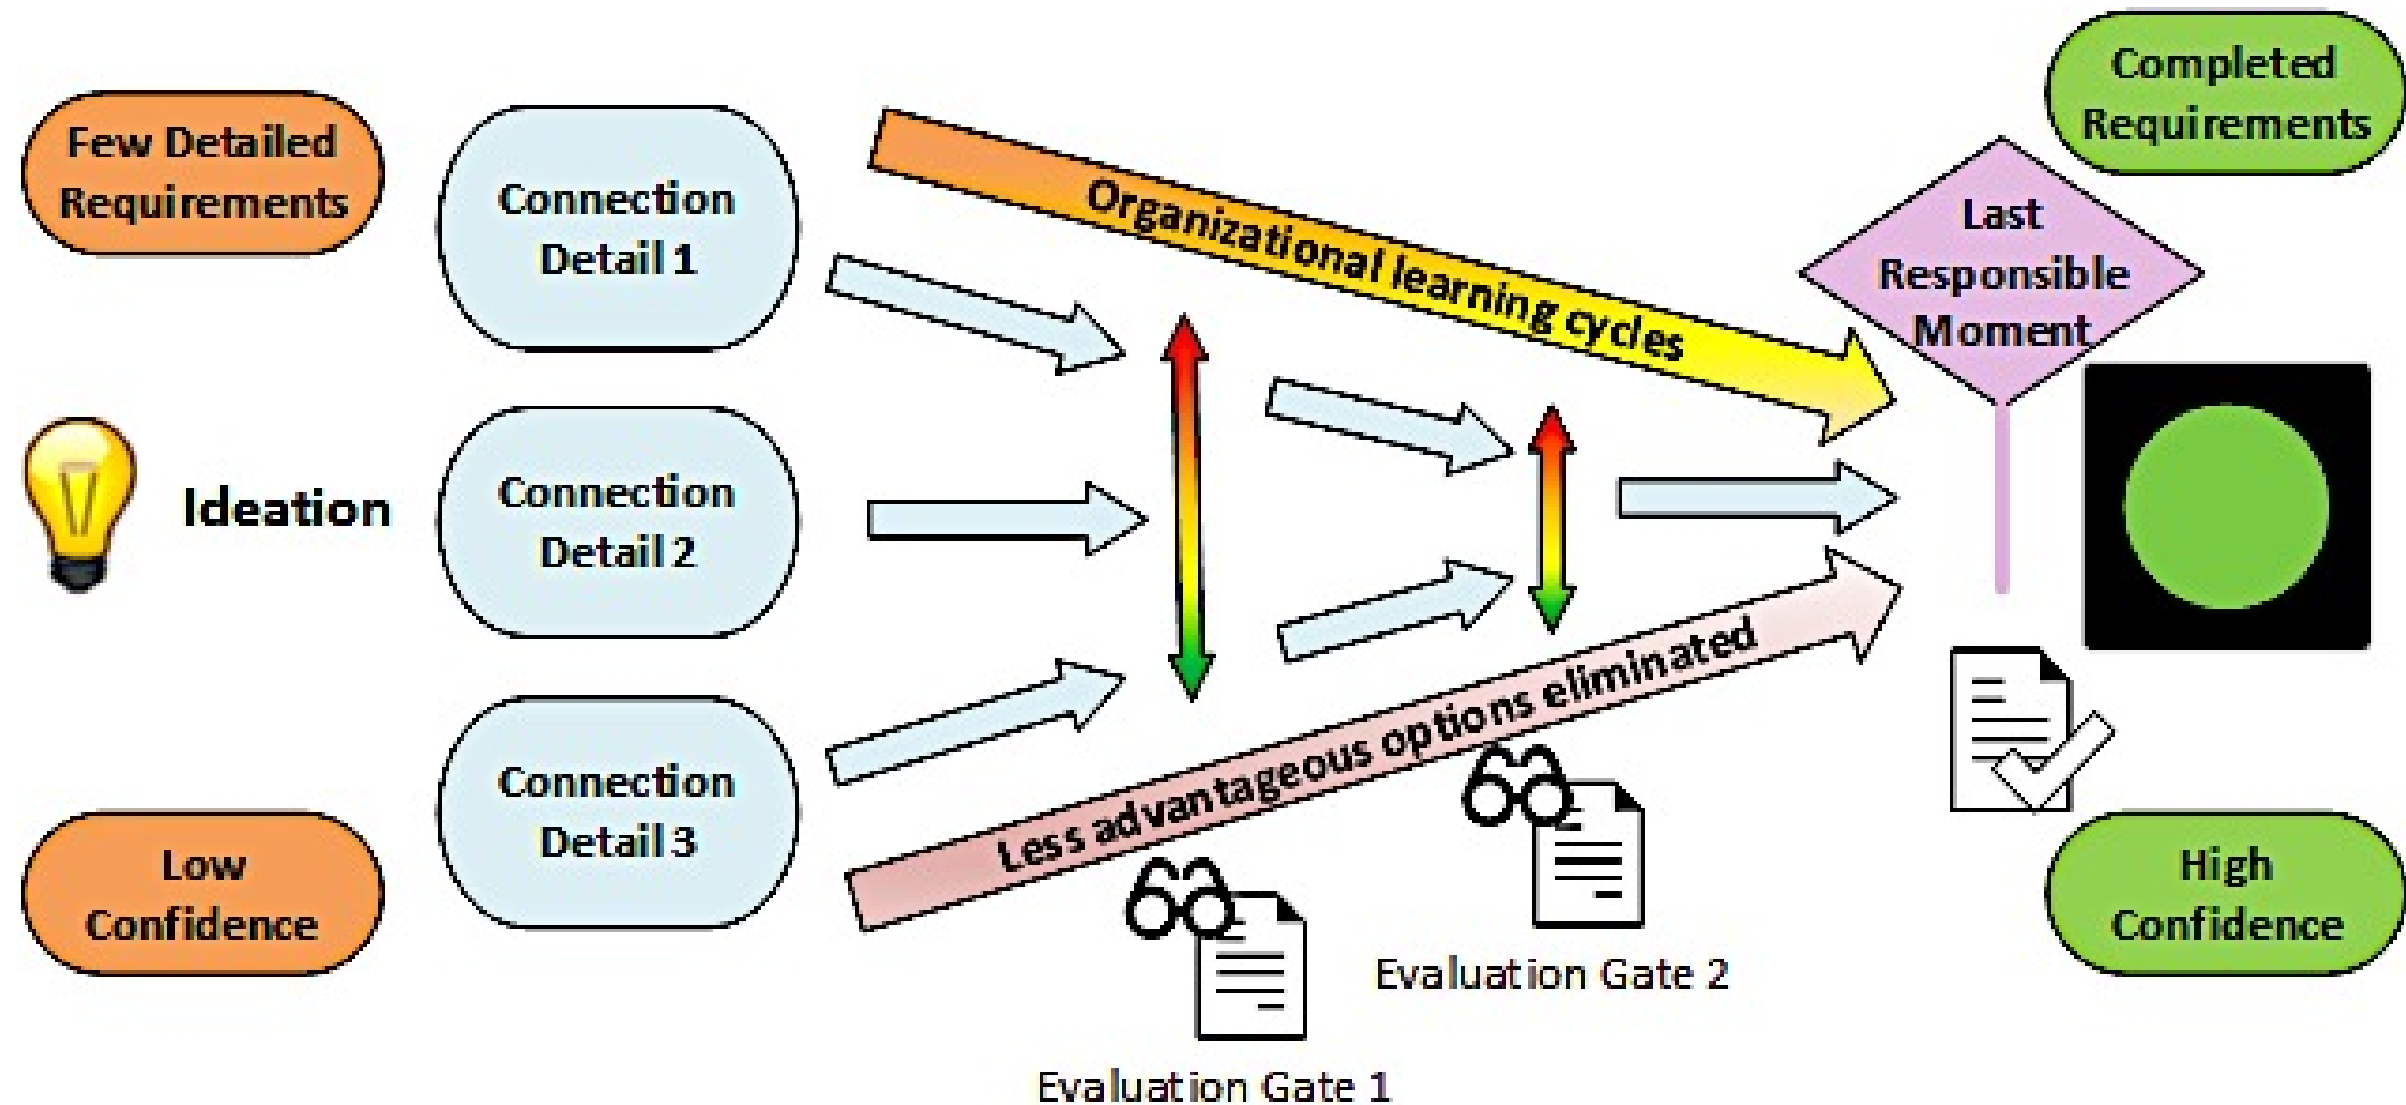 Few Detailed
Requirements
Ideation
Low
Confidence
Connection
Detail 1
Connection
Detail 2
Connection
Detail 3
Organizational learning cycles
Less advantageous options eliminated
Evaluation Gate 1
Evaluation Gate 2
Last
Responsible
Moment
Completed
Requirements
High
Confidence